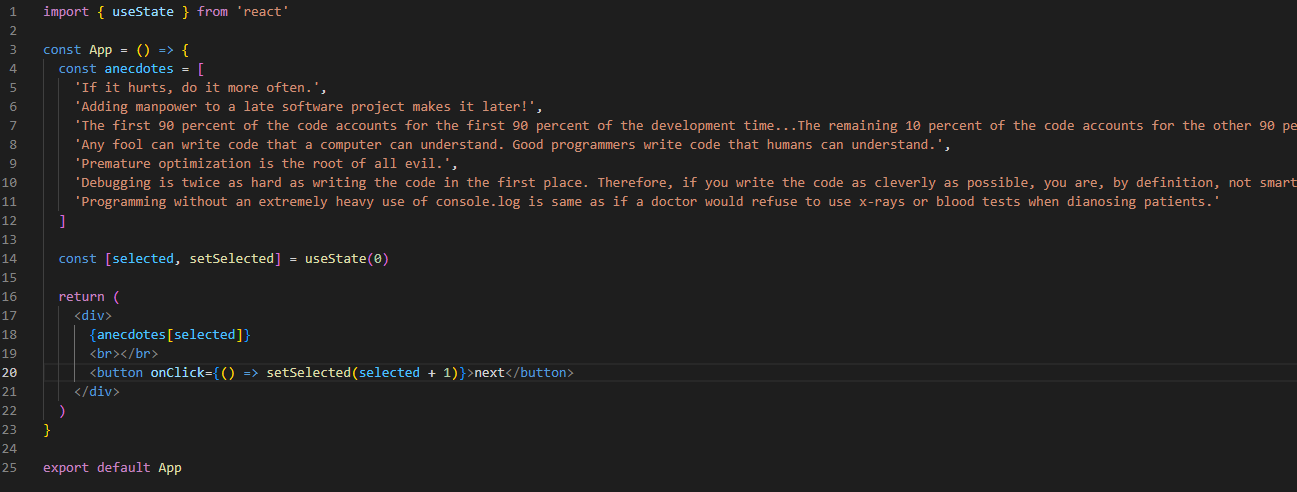 1 import { useState } from 'react'
2
3 const App = () => {
4   const anecdotes = [
5     'If it hurts, do it more often.',
6     'Adding manpower to a late software project makes it later!',
7     'The first 90 percent of the code accounts for the first 90 percent of the development time...The remaining 10 percent of the code accounts for the other 90 pe
8     'Any fool can write code that a computer can understand. Good programmers write code that humans can understand.',
9     'Premature optimization is the root of all evil.',
10     'Debugging is twice as hard as writing the code in the first place. Therefore, if you write the code as cleverly as possible, you are, by definition, not smart
11     'Programming without an extremely heavy use of console.log is same as if a doctor would refuse to use x-rays or blood tests when dianosing patients.'
12   ]
13
14   const [selected, setSelected] = useState(0)
15
16   return (
17     <div>
18       {anecdotes[selected]}
19       <br></br>
20       <button onClick={() => setSelected(selected + 1)}>next</button>
21     </div>
22   )
23 }
24
25 export default App